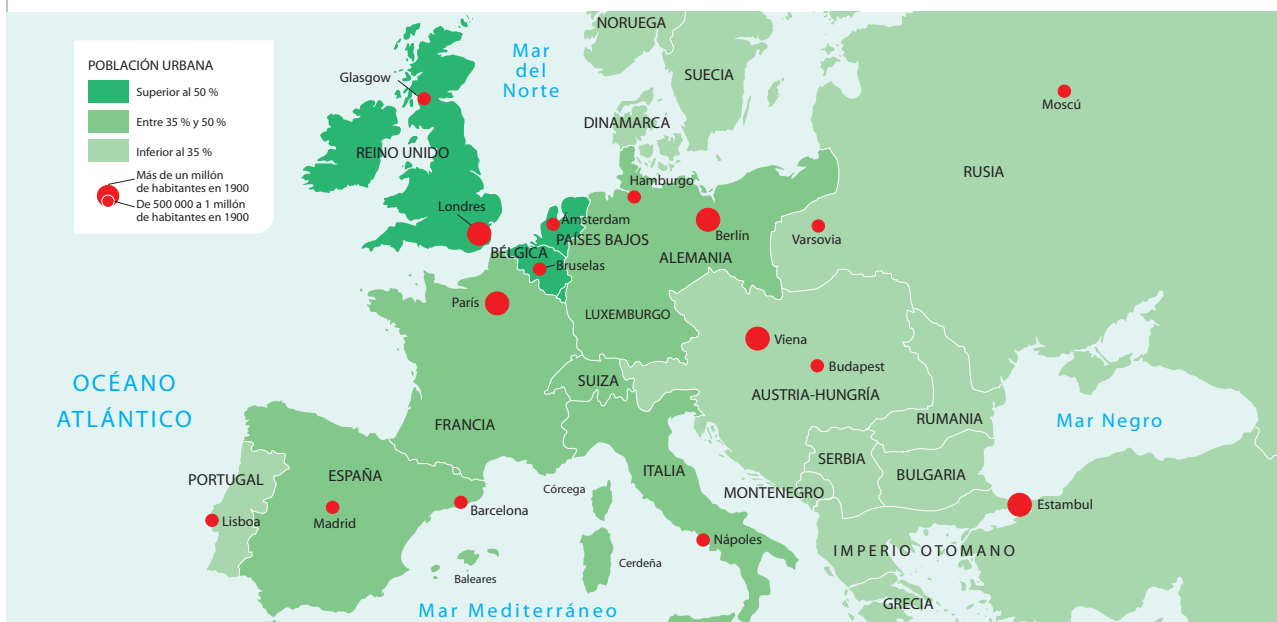 POBLACIÓN URBANA
Superior al 50 %
Entre 35 % y 50 %
Inferior al 35 %
Más de un millón
de habitantes en 1900
De 500 000 a 1 millón
de habitantes en 1900
NORUEGA
Mar
del
Norte
SUECIA
Glasgow
Moscú
DINAMARCA
REINO UNIDO
RUSIA
Hamburgo
Londres
Ámsterdam
PAÍSES BAJOS
Berlín
Varsovia
BÉLGICA
ALEMANIA
Bruselas
París
LUXEMBURGO
Viena
Budapest
OCÉANO
ATLÁNTICO
SUIZA
AUSTRIA-HUNGRÍA
FRANCIA
RUMANIA
Mar Negro
SERBIA
ITALIA
BULGARIA
PORTUGAL
ESPAÑA
Córcega
MONTENEGRO
Estambul
Barcelona
Lisboa
Madrid
Nápoles
IMPERIO OTOMANO
Cerdeña
Baleares
GRECIA
Mar Mediterráneo